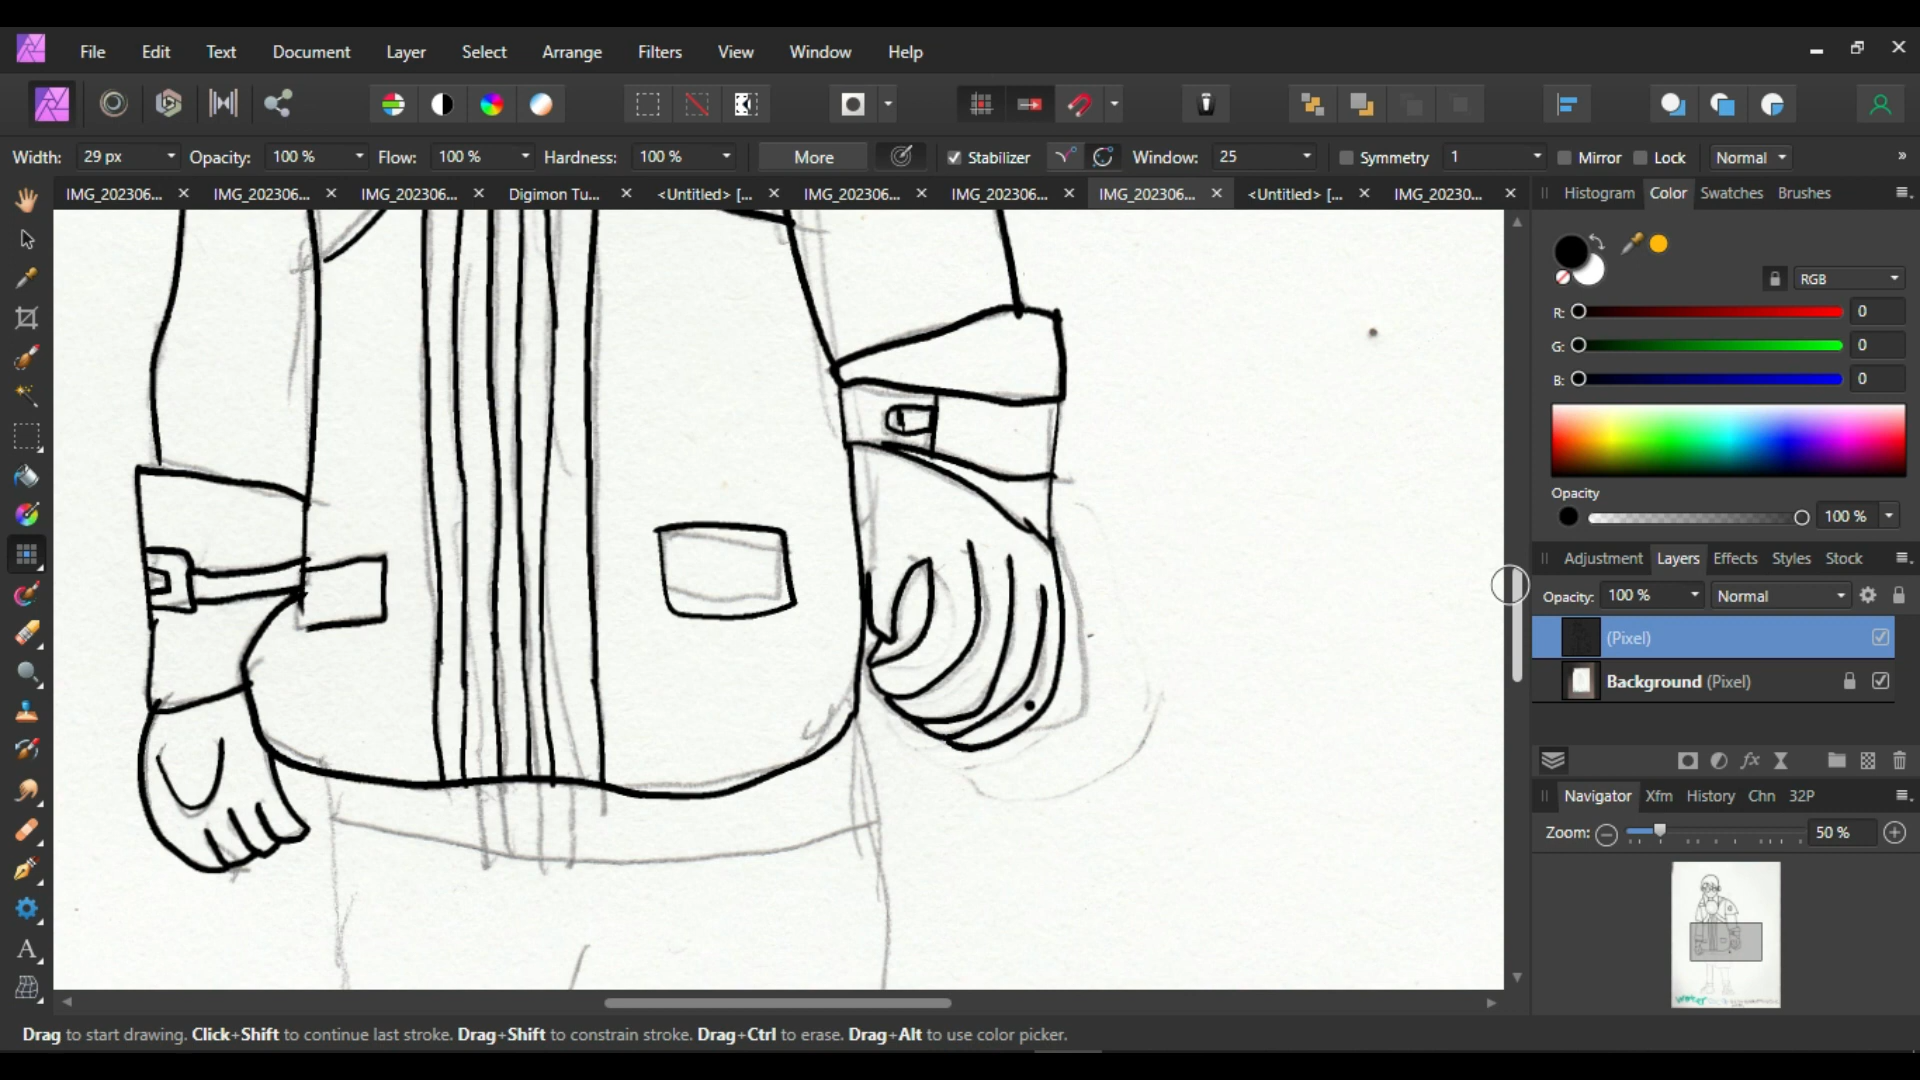 File Edit Text Document Layer Select Arrange Filters View Window Help
Width: 29 px Opacity: 100 % Flow: 100 % Hardness: 100 % More Stabilizer Window: 25 Symmetry 1 Mirror Lock Normal »
IMG_202306... IMG_202306... IMG_202306... Digimon Tu... <Untitled> [... IMG_202306... IMG_202306... IMG_202306... <Untitled> [... IMG_20230...
Histogram Color Swatches Brushes
RGB
R: 0
G: 0
B: 0
Opacity
100 %
Adjustment Layers Effects Styles Stock
Opacity: 100 % Normal
(Pixel)
Background (Pixel)
fx
Navigator Xfm History Chn 32P
Zoom: 50 %
A
Winter
Drag to start drawing. Click+Shift to continue last stroke. Drag+Shift to constrain stroke. Drag+Ctrl to erase. Drag+Alt to use color picker.